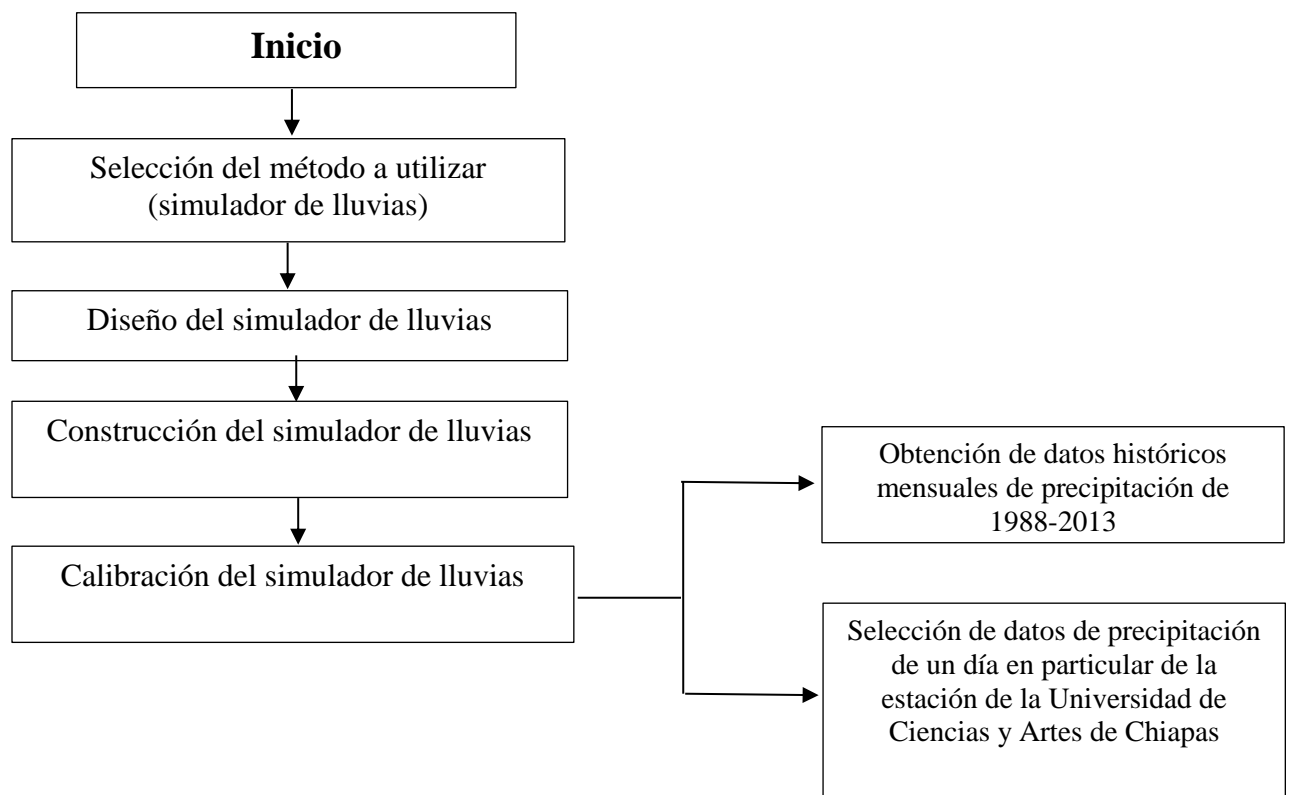 Inicio
Selección del método a utilizar
(simulador de lluvias)
Diseño del simulador de lluvias
Construcción del simulador de lluvias
Calibración del simulador de lluvias
Obtención de datos históricos
mensuales de precipitación de
1988-2013
Selección de datos de precipitación
de un día en particular de la
estación de la Universidad de
Ciencias y Artes de Chiapas